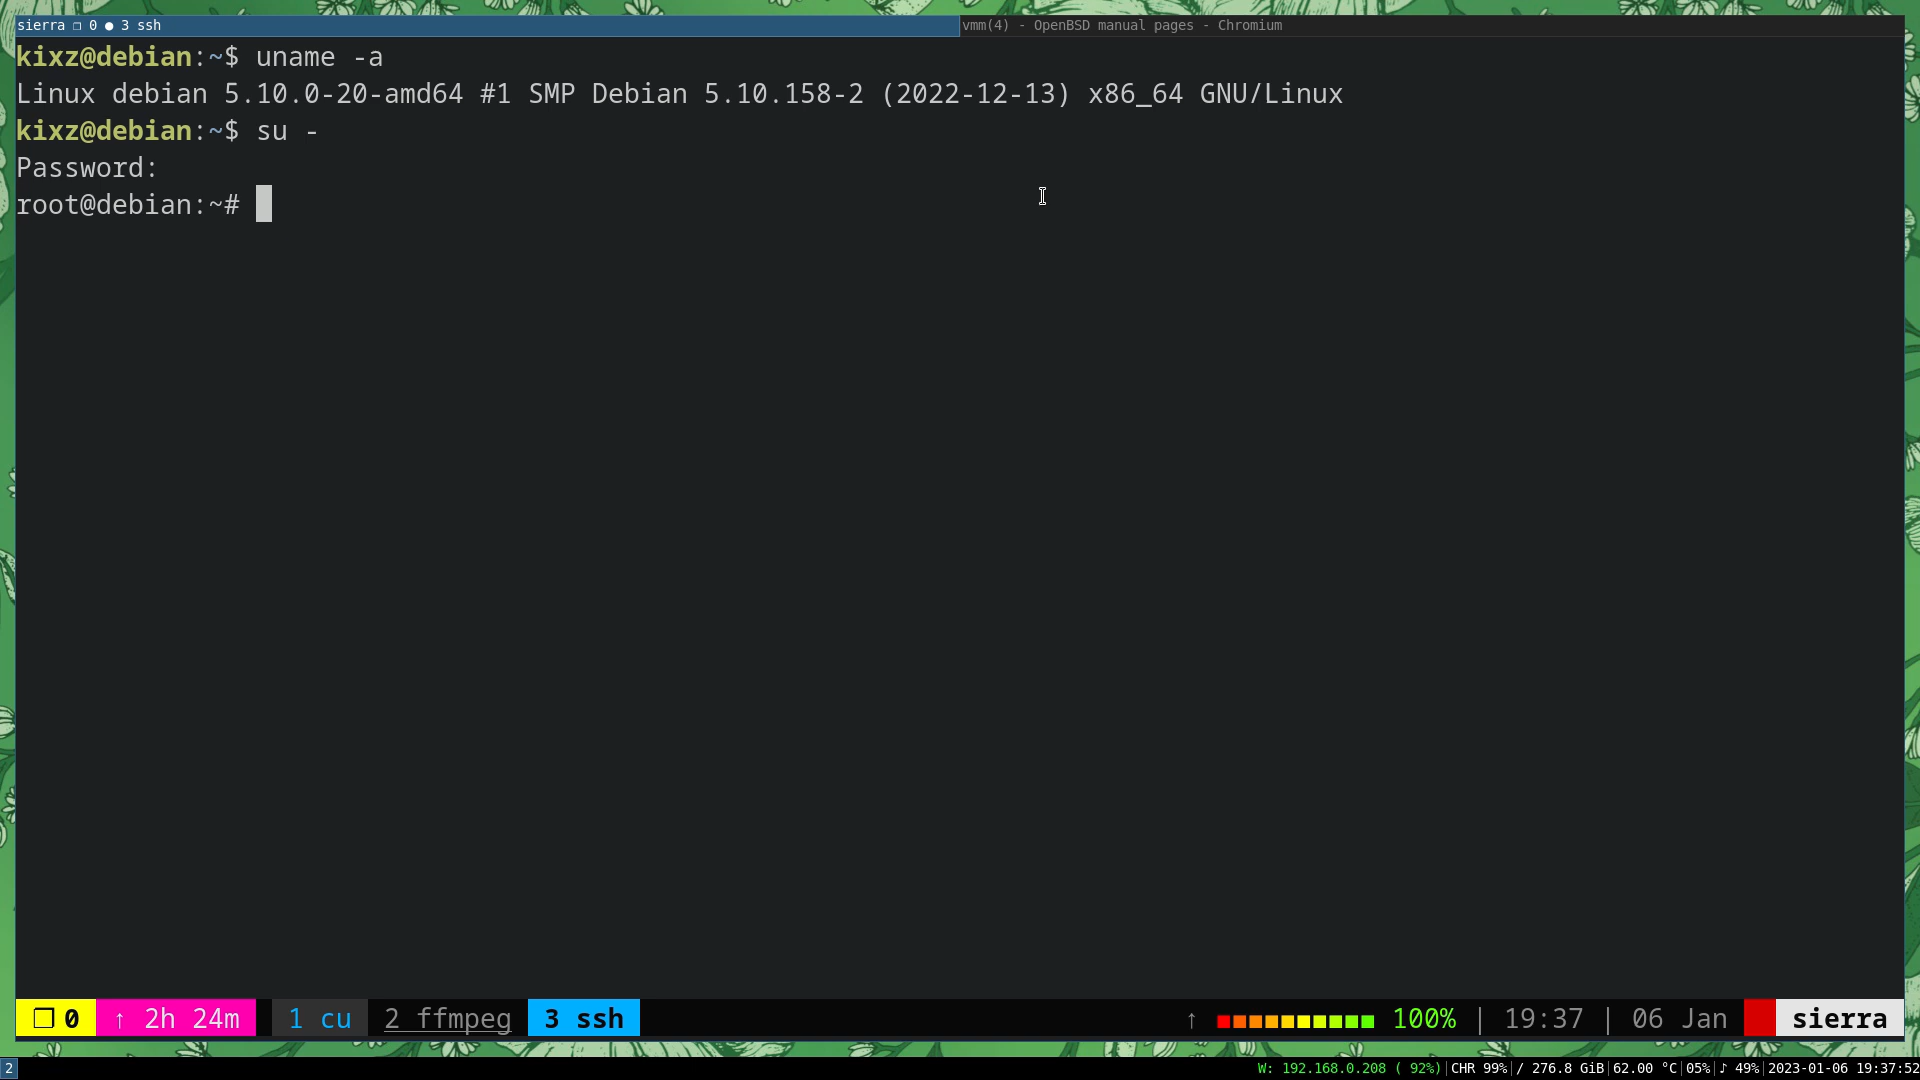 sierra ❐ 0 ● 3 ssh
vmm(4) - OpenBSD manual pages - Chromium
kixz@debian:~$ uname -a
Linux debian 5.10.0-20-amd64 #1 SMP Debian 5.10.158-2 (2022-12-13) x86_64 GNU/Linux
kixz@debian:~$ su -
Password:
root@debian:~#
❐ 0 ↑ 2h 24m 1 cu 2 ffmpeg 3 ssh ↑ 100% | 19:37 | 06 Jan sierra
2 W: 192.168.0.208 ( 92%)|CHR 99%|/ 276.8 GiB|62.00 °C|05%|♪ 49%|2023-01-06 19:37:52